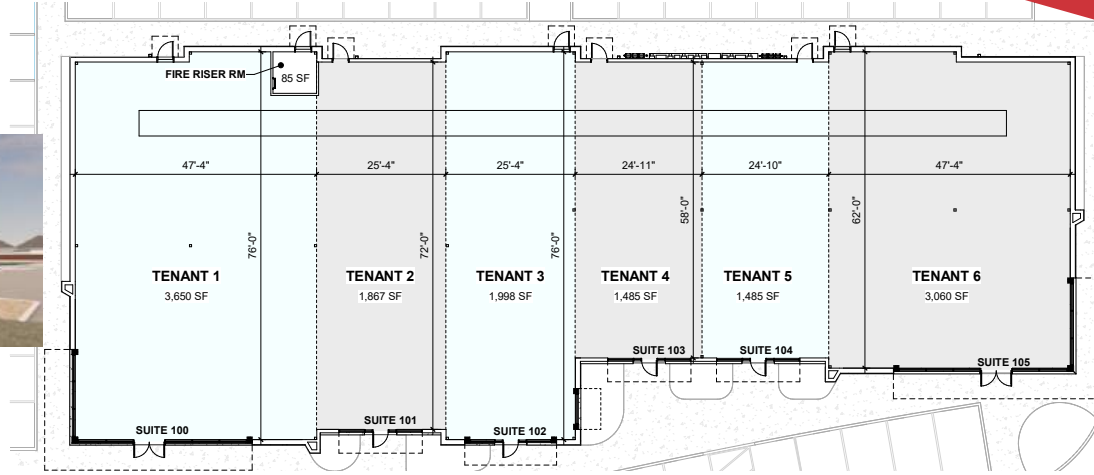 FIRE RISER RM
85 SF
47'-4"
25'-4"
25'-4"
24'-11"
24'-10"
47'-4"
76'-0"
72'-0"
76'-0"
58'-0"
62'-0"
TENANT 1
3,650 SF
TENANT 2
1,867 SF
TENANT 3
1,998 SF
TENANT 4
1,485 SF
TENANT 5
1,485 SF
TENANT 6
3,060 SF
SUITE 100
SUITE 101
SUITE 102
SUITE 103
SUITE 104
SUITE 105